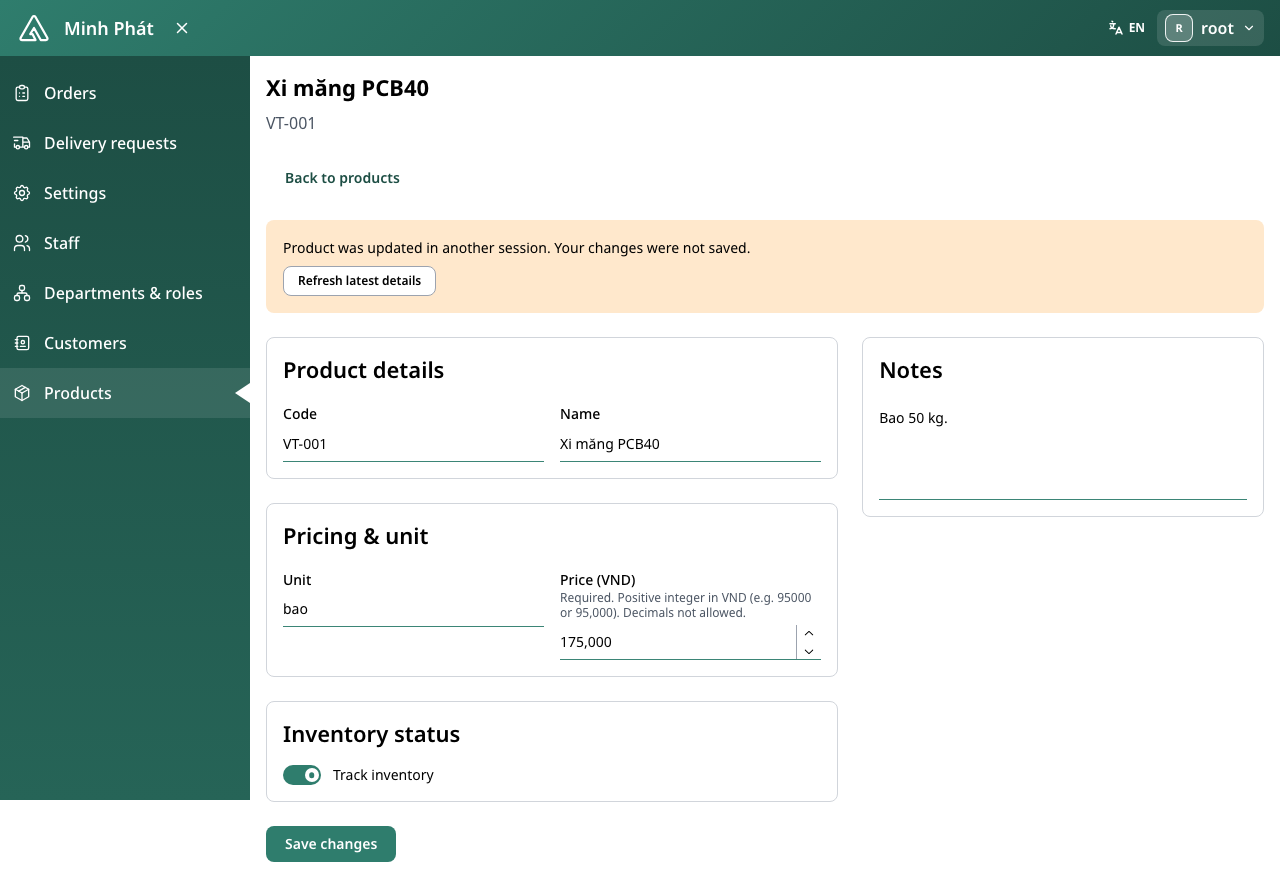 Minh Phát
EN
R
root
Orders
Delivery requests
Settings
Staff
Departments & roles
Customers
Products
Xi măng PCB40
VT-001
Back to products
Product was updated in another session. Your changes were not saved.
Refresh latest details
Product details
Code
Name
VT-001
Xi măng PCB40
Notes
Bao 50 kg.
Pricing & unit
Unit
bao
Price (VND)
Required. Positive integer in VND (e.g. 95000
or 95,000). Decimals not allowed.
175,000
Inventory status
Track inventory
Save changes